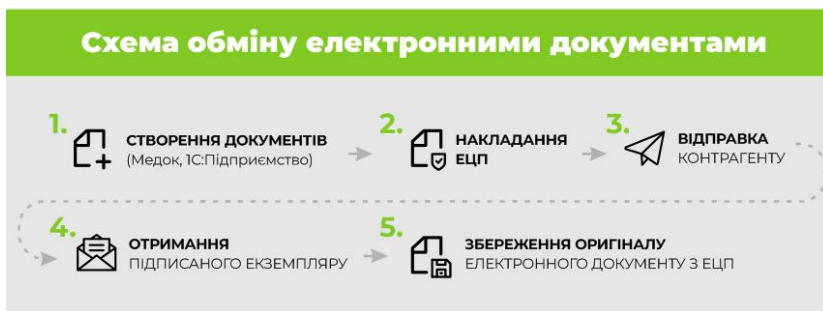 Схема обміну електронними документами
1.
СТВОРЕННЯ ДОКУМЕНТІВ
(Медок, 1С:Підприємство)
2.
НАКЛАДАННЯ
ЕЦП
3.
ВІДПРАВКА
КОНТРАГЕНТУ
4.
ОТРИМАННЯ
ПІДПИСАНОГО ЕКЗЕМПЛЯРУ
5.
ЗБЕРЕЖЕННЯ ОРИГІНАЛУ
ЕЛЕКТРОННОГО ДОКУМЕНТУ З ЕЦП